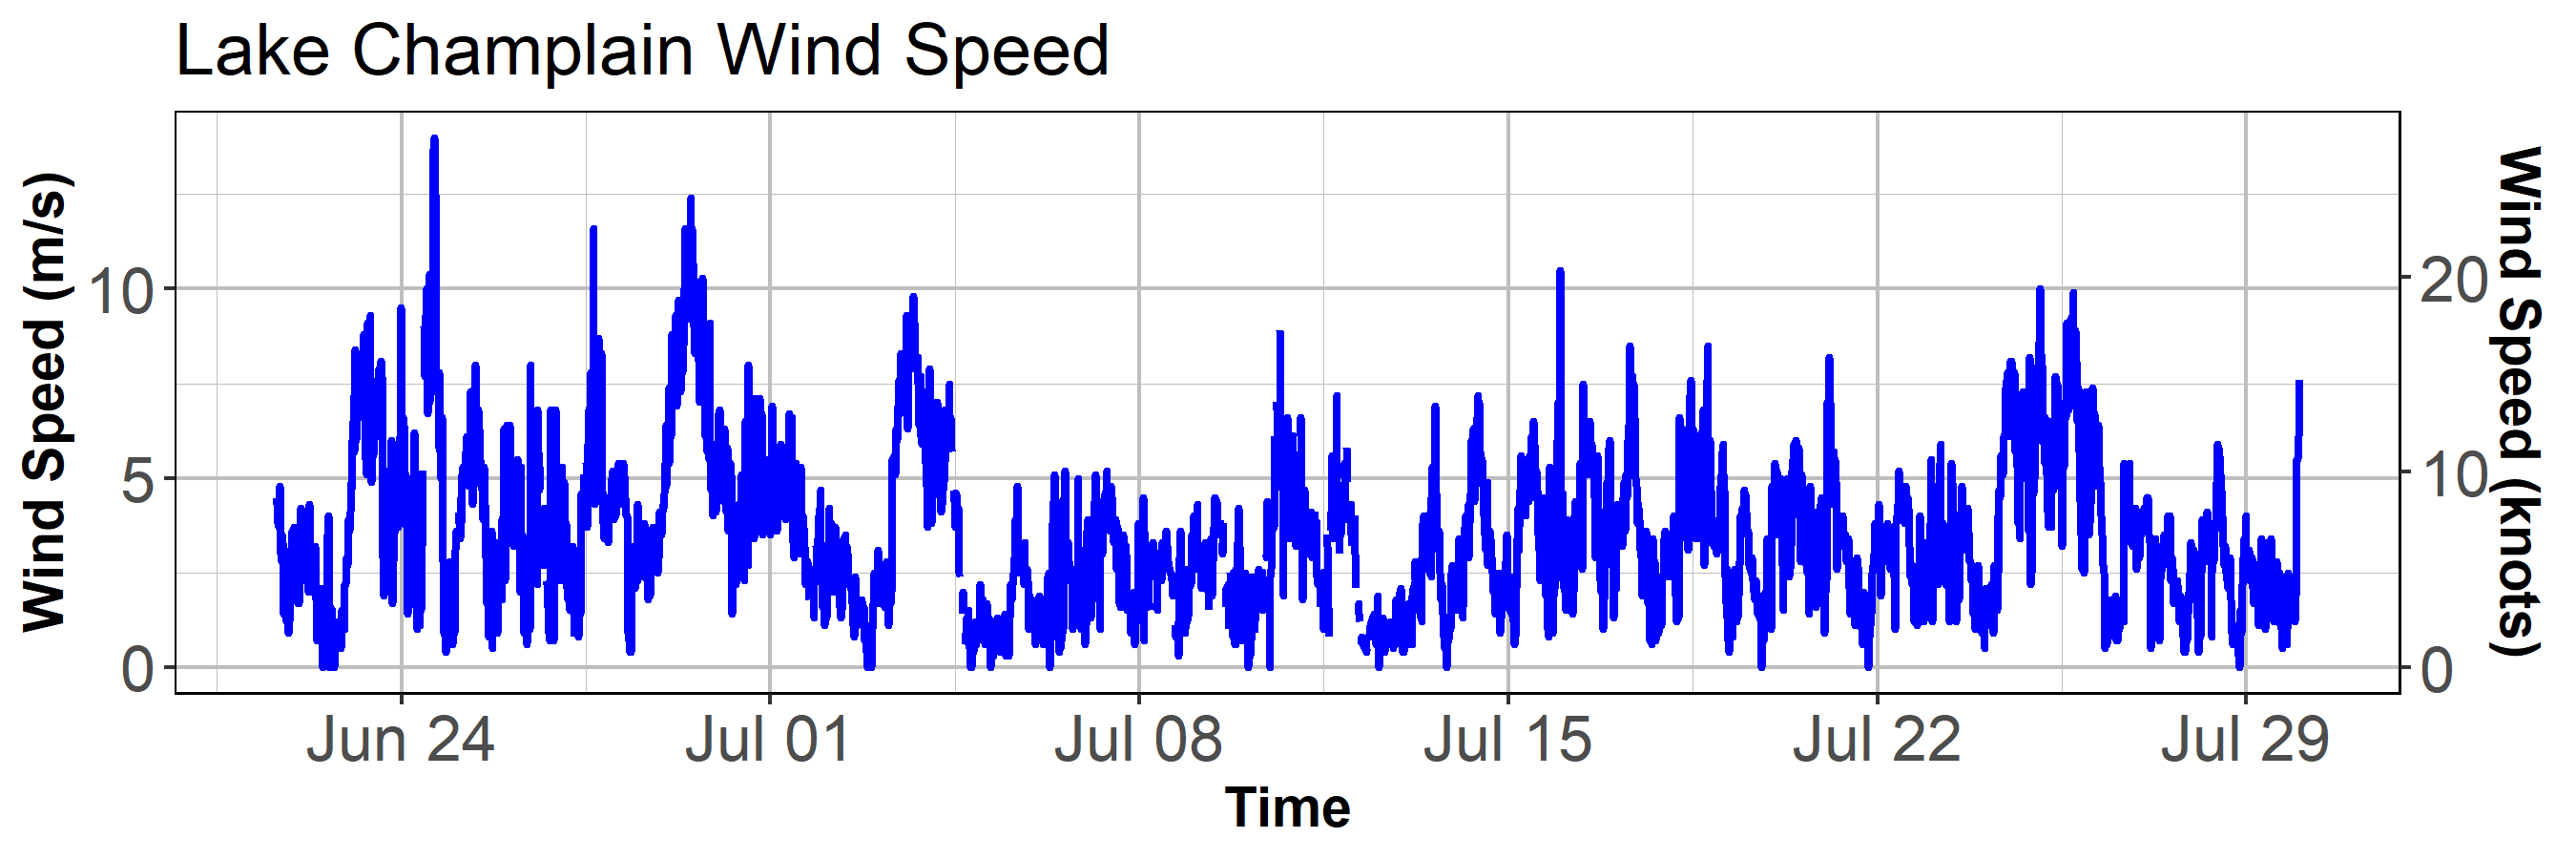 Lake Champlain Wind Speed
Wind Speed (m/s)
10
5
0
20
10
0
Wind Speed (knots)
Jun 24 Jul 01 Jul 08 Jul 15 Jul 22 Jul 29
Time